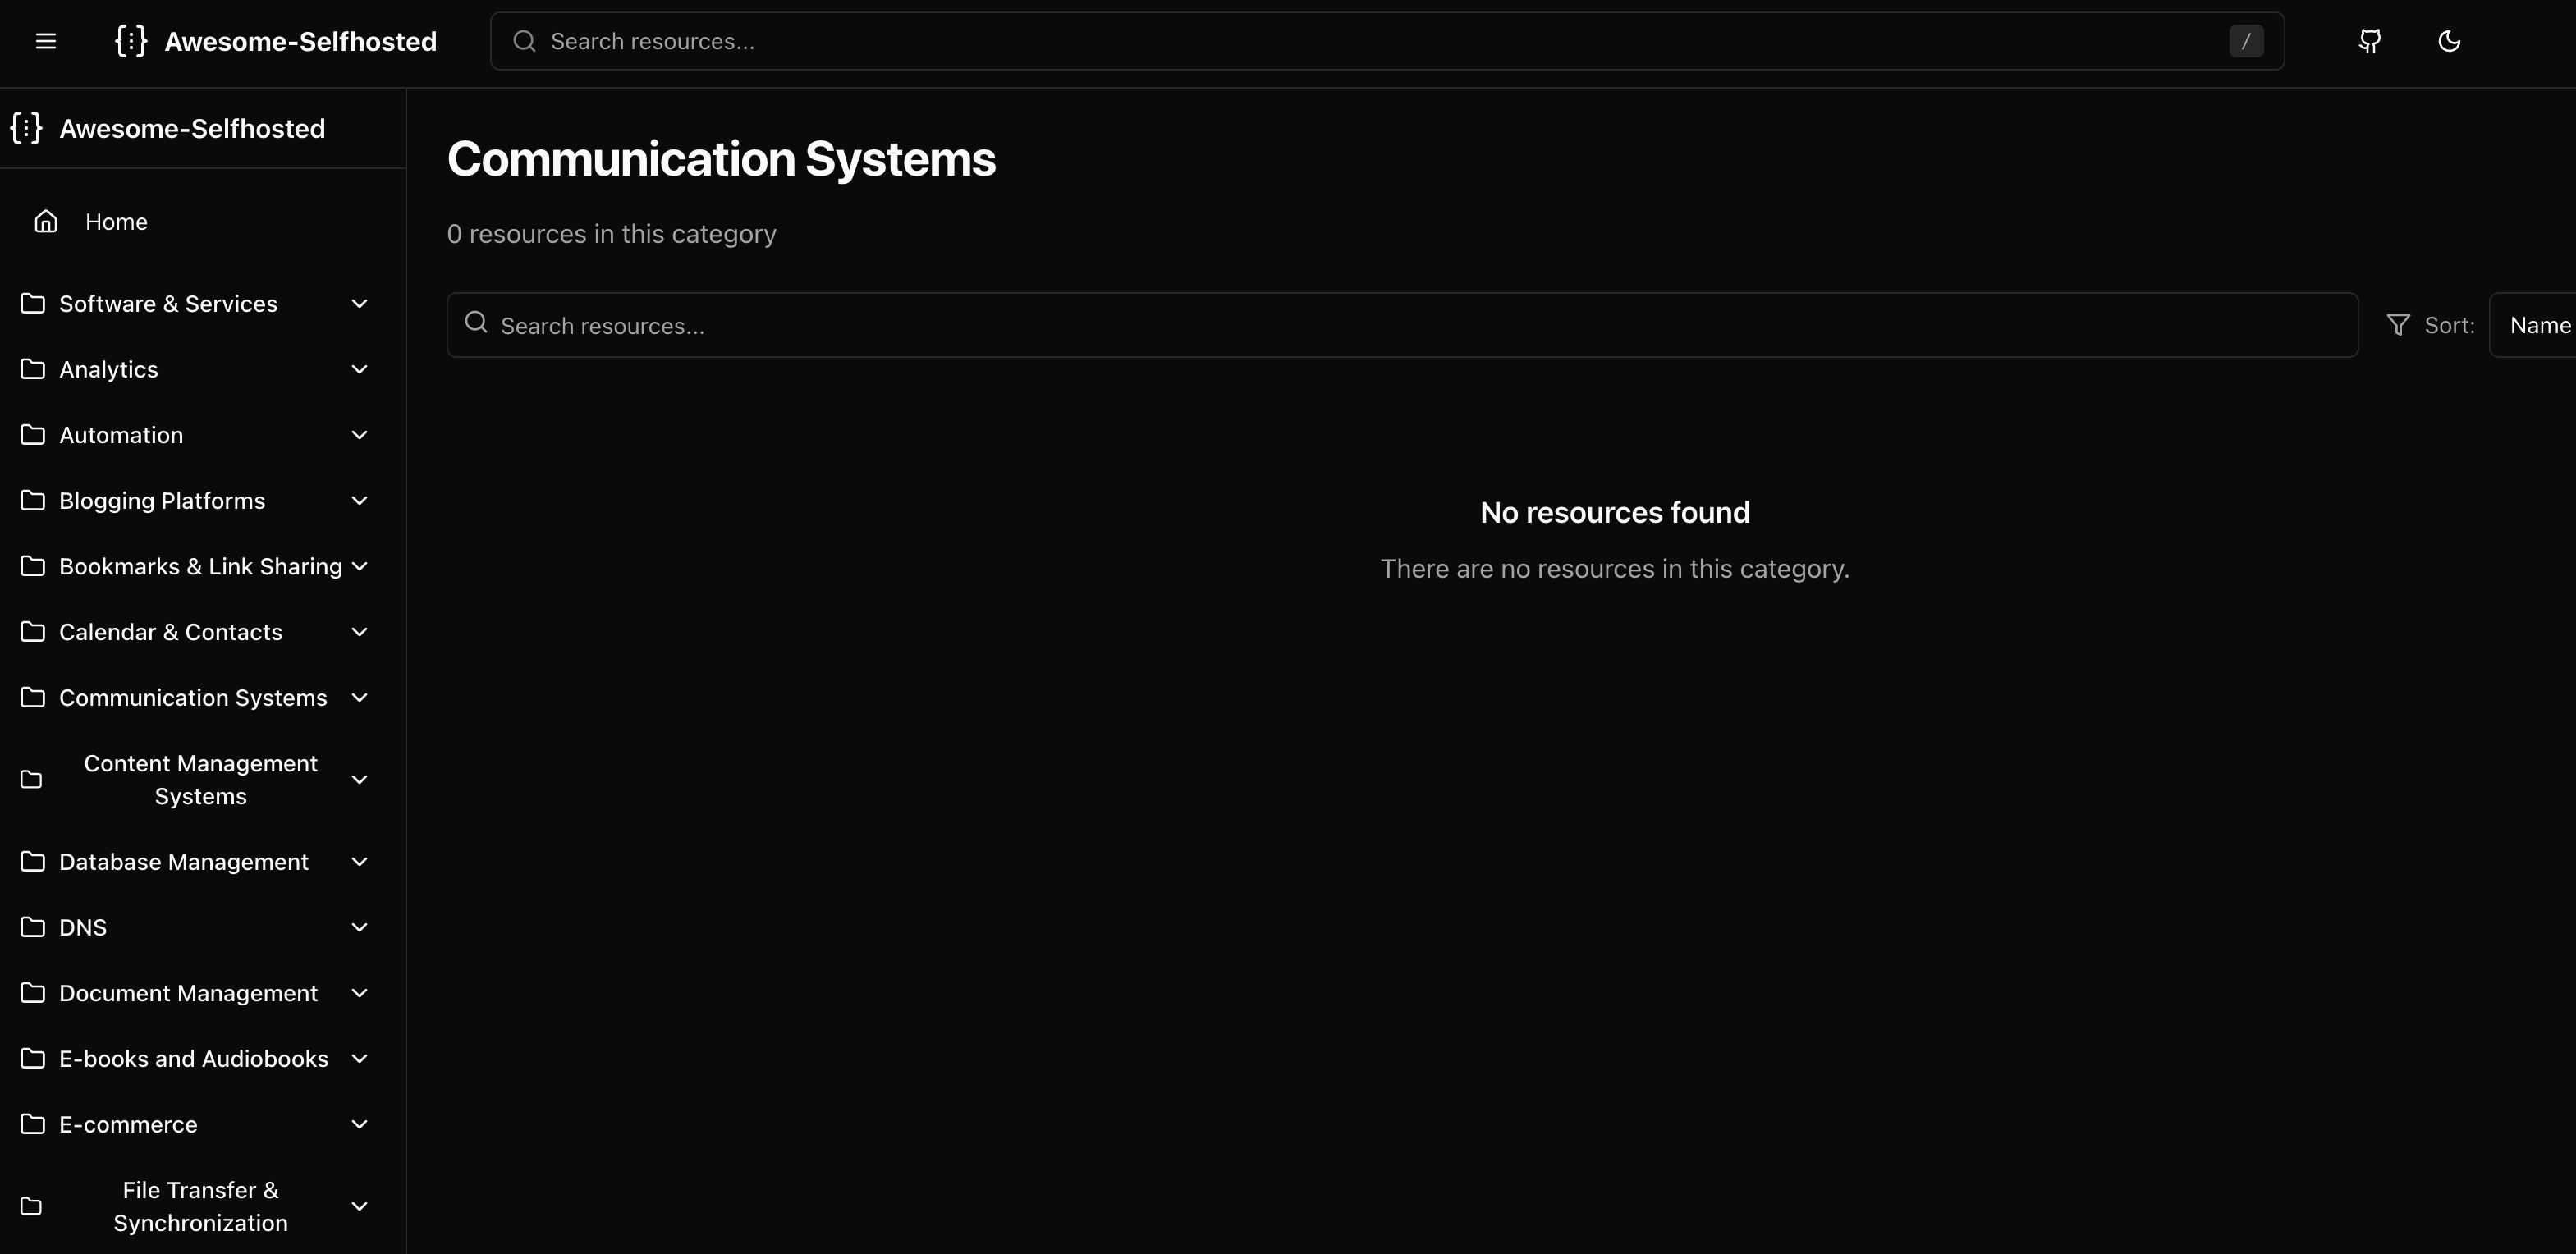 Awesome-Selfhosted
Search resources...
/
Awesome-Selfhosted
Home
Software & Services
Analytics
Automation
Blogging Platforms
Bookmarks & Link Sharing
Calendar & Contacts
Communication Systems
Content Management
Systems
Database Management
DNS
Document Management
E-books and Audiobooks
E-commerce
File Transfer &
Synchronization
Communication Systems
0 resources in this category
Search resources...
Sort:
Name
No resources found
There are no resources in this category.